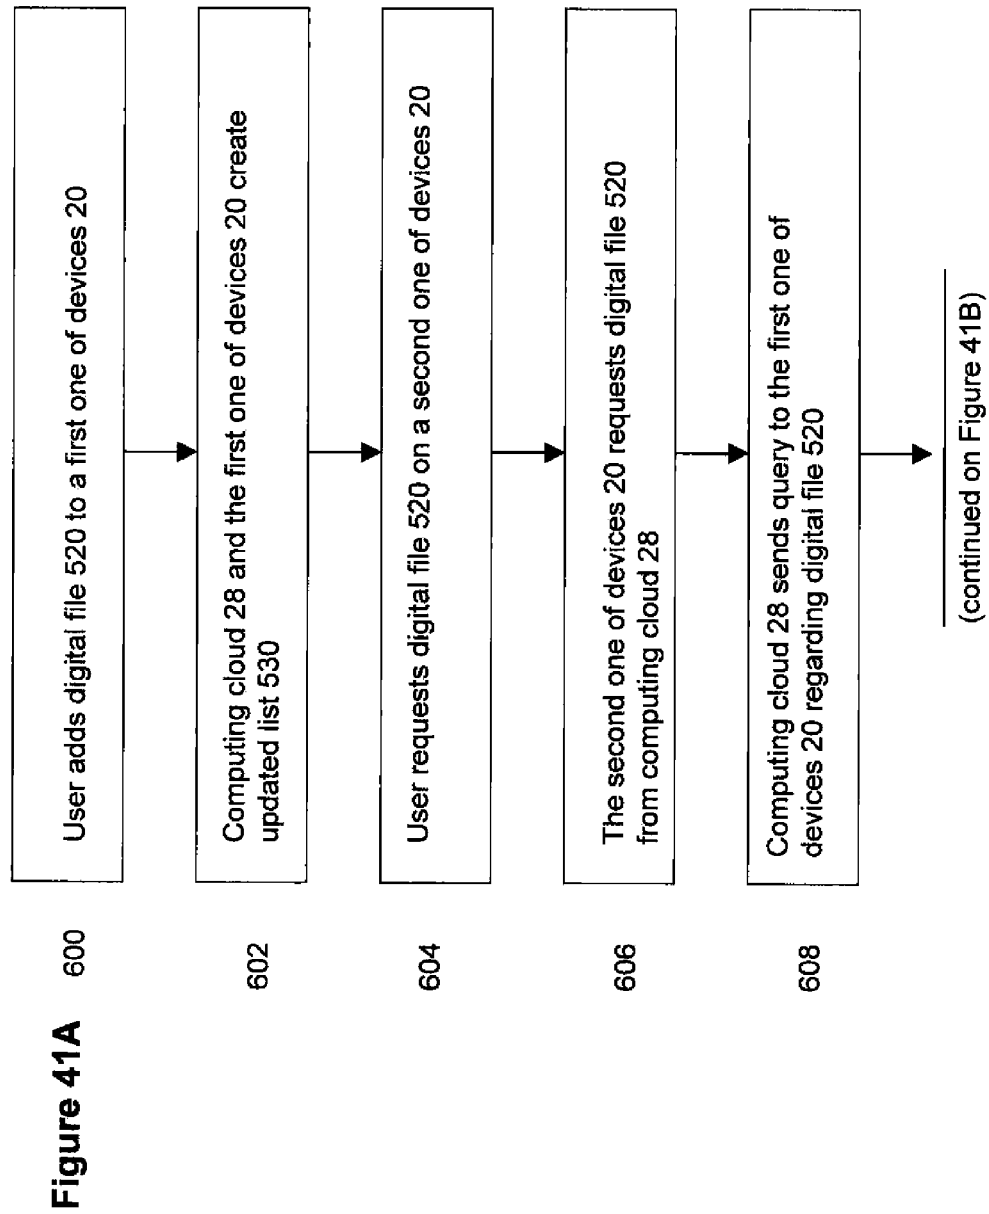 Figure 41A
600
User adds digital file 520 to a first one of devices 20
602
Computing cloud 28 and the first one of devices 20 create
updated list 530
604
User requests digital file 520 on a second one of devices 20
606
The second one of devices 20 requests digital file 520
from computing cloud 28
608
Computing cloud 28 sends query to the first one of
devices 20 regarding digital file 520
(continued on Figure 41B)